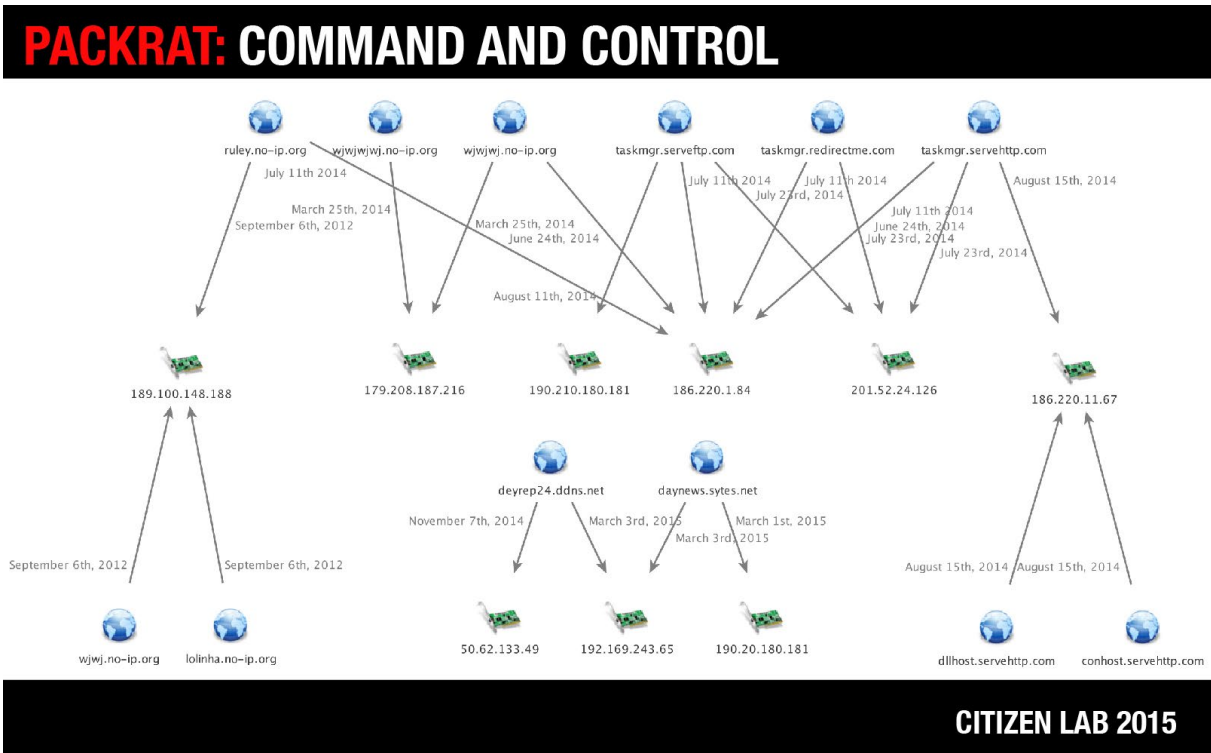 PACKRAT: COMMAND AND CONTROL
ruley.no-ip.org
wjwjwjwj.no-ip.org
wjwjwj.no-ip.org
taskmgr.serveftp.com
taskmgr.redirectme.com
taskmgr.servehttp.com
July 11th 2014
July 11th 2014
July 11th 2014
August 15th, 2014
July 23rd, 2014
March 25th, 2014
July 11th 2014
September 6th, 2012
March 25th, 2014
June 24th, 2014
June 24th, 2014
July 23rd, 2014
July 23rd, 2014
August 11th, 2014
189.100.148.188
179.208.187.216
190.210.180.181
186.220.1.84
201.52.24.126
186.220.11.67
deyrep24.ddns.net
daynews.sytes.net
November 7th, 2014
March 3rd, 2015
March 1st, 2015
March 3rd, 2015
September 6th, 2012
September 6th, 2012
August 15th, 2014
August 15th, 2014
50.62.133.49
192.169.243.65
190.20.180.181
wjwj.no-ip.org
lolinha.no-ip.org
dllhost.servehttp.com
conhost.servehttp.com
CITIZEN LAB 2015